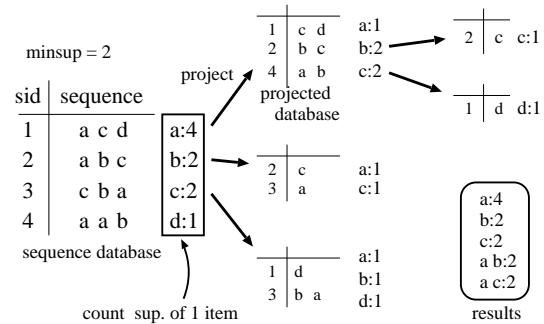 minsup = 2
sid sequence
1 a c d
2 a b c
3 c b a
4 a a b
sequence database
a:4
b:2
c:2
d:1
count sup. of 1 item
project
1 c d
2 b c
4 a b
projected
database
a:1
b:2
c:2
2 c
3 a
a:1
c:1
1 d
3 b a
a:1
b:1
d:1
2 c c:1
1 d d:1
a:4
b:2
c:2
a b:2
a c:2
results